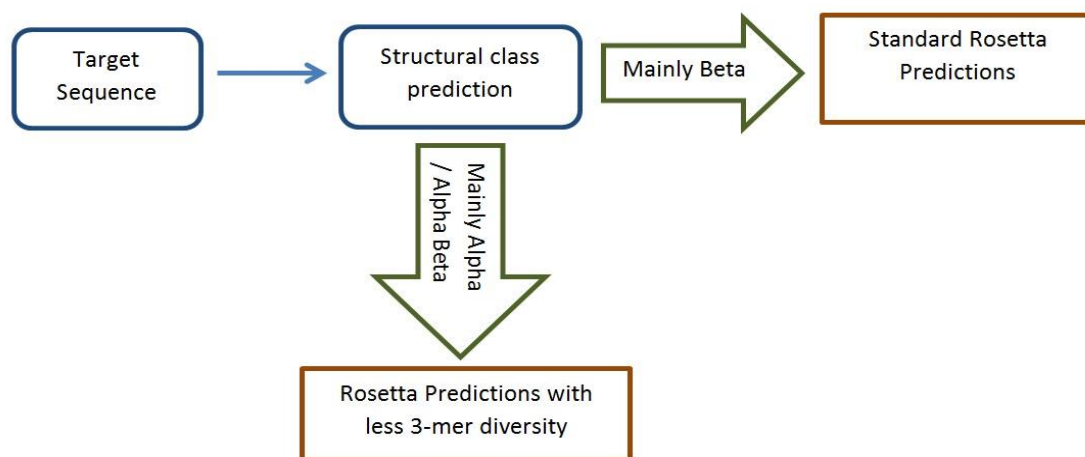 Target
Sequence
Structural class
prediction
Mainly Beta
Standard Rosetta
Predictions
Mainly Alpha
/ Alpha Beta
Rosetta Predictions with
less 3-mer diversity